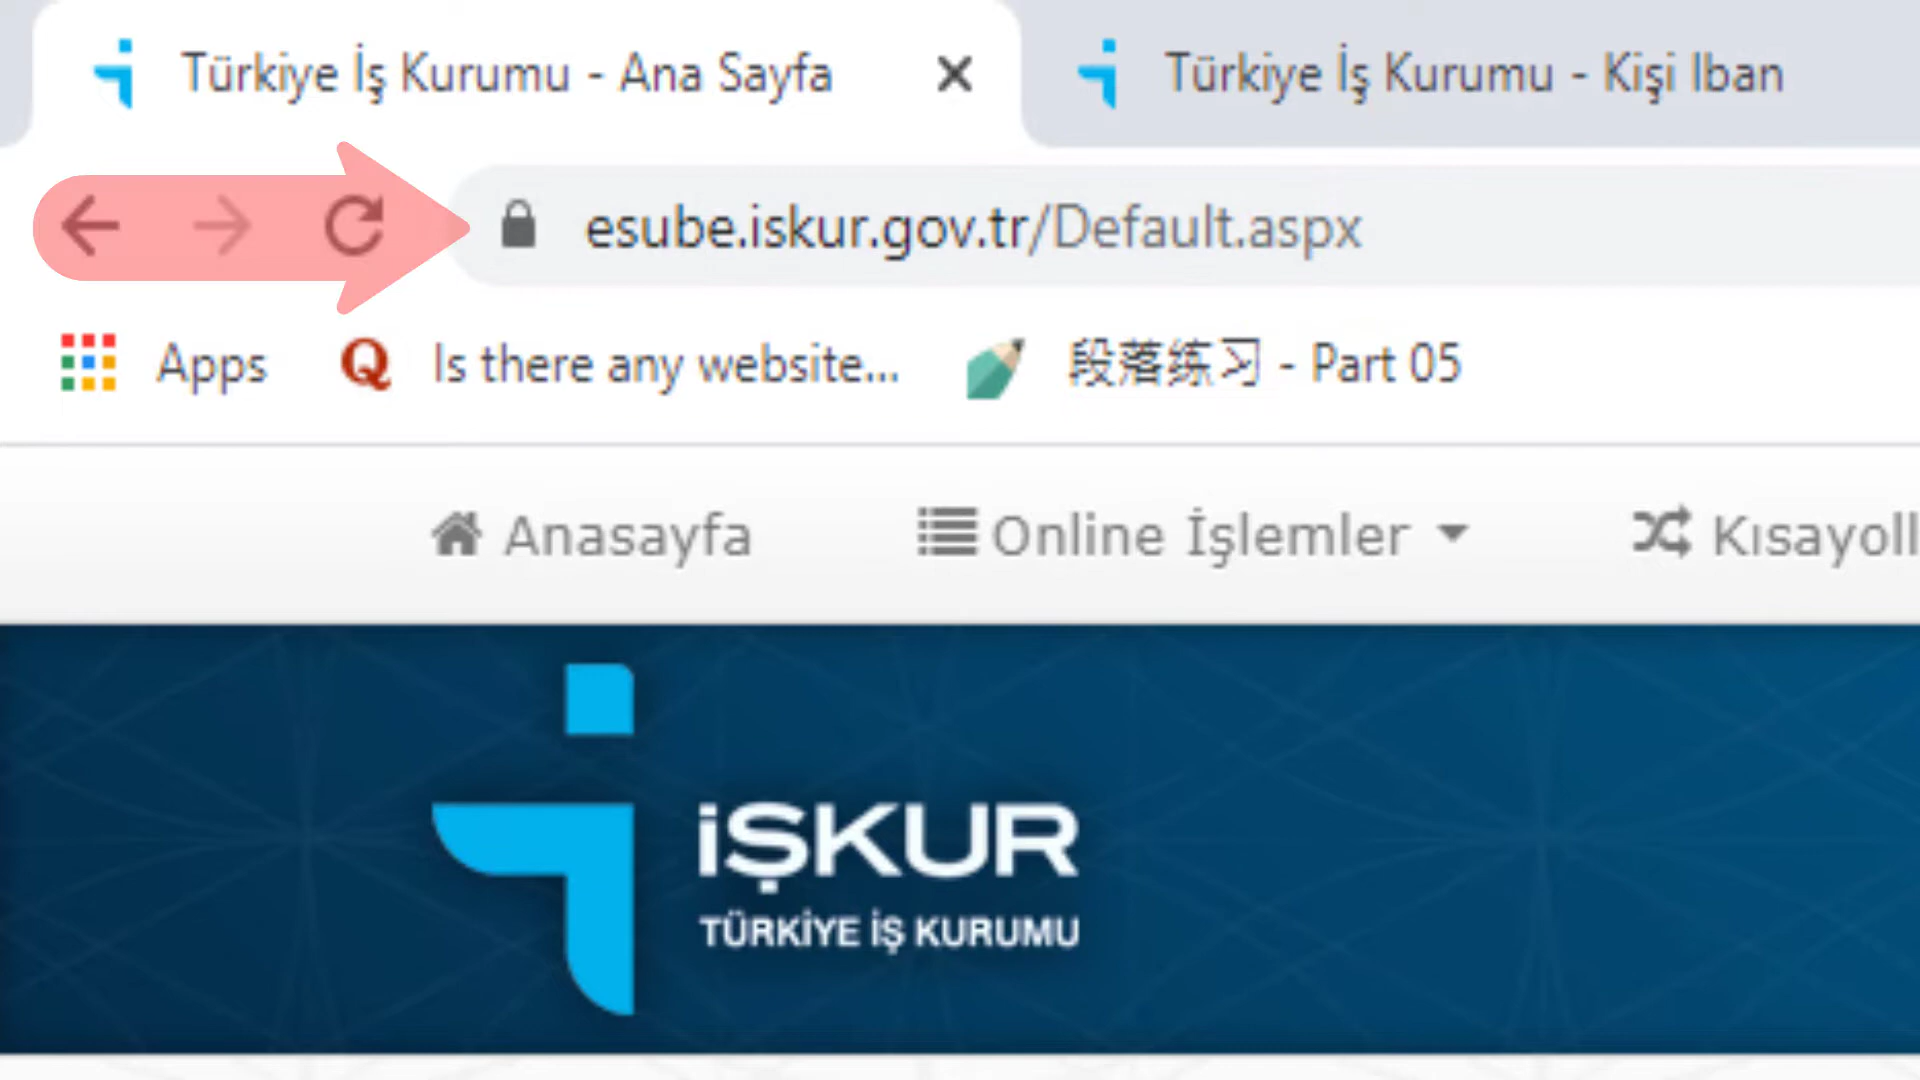 Türkiye İş Kurumu - Ana Sayfa
Türkiye İş Kurumu - Kişi Iban
esube.iskur.gov.tr/Default.aspx
Apps
Is there any website...
段落练习 - Part 05
Anasayfa
Online İşlemler
Kısayoll
İŞKUR
TÜRKİYE İŞ KURUMU